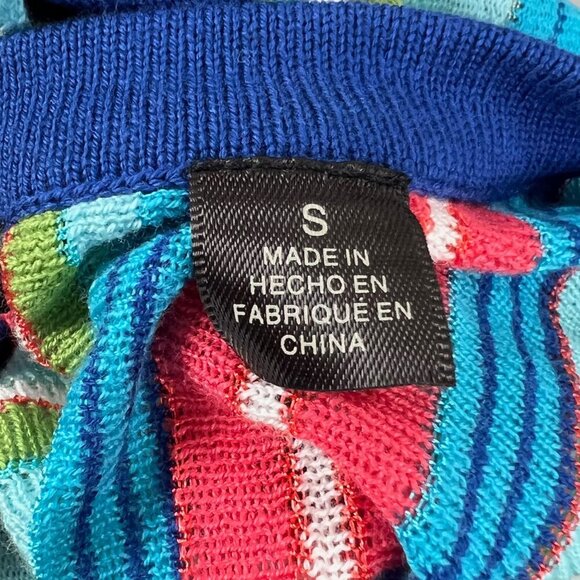 S
MADE IN
HECHO EN
FABRIQUÉ EN
CHINA